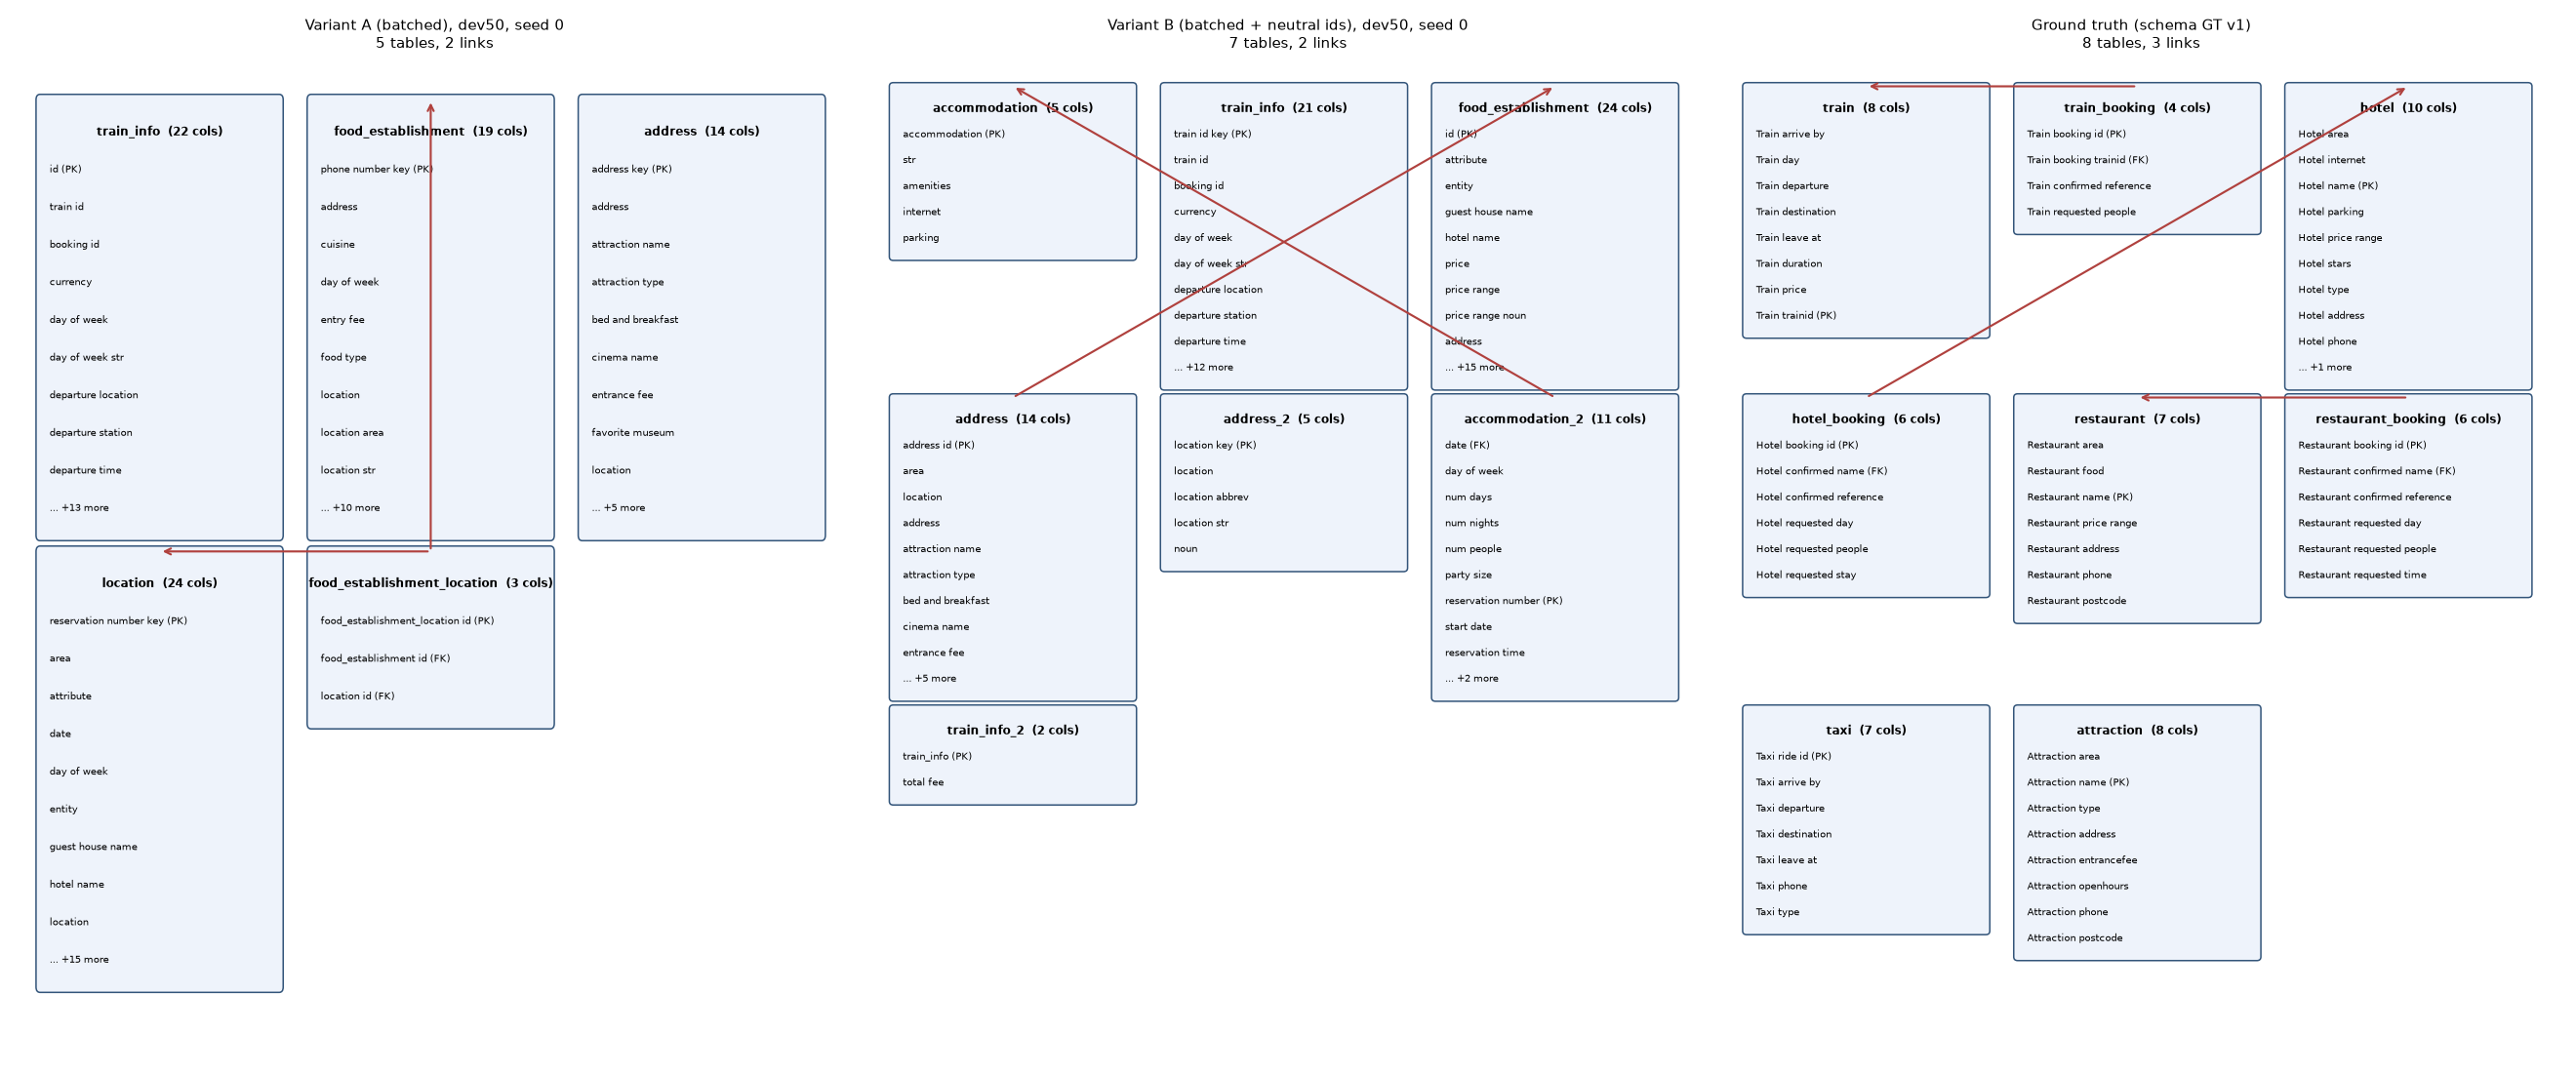 Variant A (batched), dev50, seed 0
5 tables, 2 links
train_info (22 cols)
id (PK)
train id
booking id
currency
day of week
day of week str
departure location
departure station
departure time
... +13 more
food_establishment (19 cols)
phone number key (PK)
address
cuisine
day of week
entry fee
food type
location
location area
location str
... +10 more
address (14 cols)
address key (PK)
address
attraction name
attraction type
bed and breakfast
cinema name
entrance fee
favorite museum
location
... +5 more
location (24 cols)
reservation number key (PK)
area
attribute
date
day of week
entity
guest house name
hotel name
location
... +15 more
food_establishment_location (3 cols)
food_establishment_location id (PK)
food_establishment id (FK)
location id (FK)
Variant B (batched + neutral ids), dev50, seed 0
7 tables, 2 links
accommodation (5 cols)
accommodation (PK)
str
amenities
internet
parking
train_info (21 cols)
train id key (PK)
train id
booking id
currency
day of week
day of week str
departure location
departure station
departure time
... +12 more
food_establishment (24 cols)
id (PK)
attribute
entity
guest house name
hotel name
price
price range
price range noun
address
... +15 more
address (14 cols)
address id (PK)
area
location
address
attraction name
attraction type
bed and breakfast
cinema name
entrance fee
... +5 more
address_2 (5 cols)
location key (PK)
location
location abbrev
location str
noun
accommodation_2 (11 cols)
date (FK)
day of week
num days
num nights
num people
party size
reservation number (PK)
start date
reservation time
... +2 more
train_info_2 (2 cols)
train_info (PK)
total fee
Ground truth (schema GT v1)
8 tables, 3 links
train (8 cols)
Train arrive by
Train day
Train departure
Train destination
Train leave at
Train duration
Train price
Train trainid (PK)
train_booking (4 cols)
Train booking id (PK)
Train booking trainid (FK)
Train confirmed reference
Train requested people
hotel (10 cols)
Hotel area
Hotel internet
Hotel name (PK)
Hotel parking
Hotel price range
Hotel stars
Hotel type
Hotel address
Hotel phone
... +1 more
hotel_booking (6 cols)
Hotel booking id (PK)
Hotel confirmed name (FK)
Hotel confirmed reference
Hotel requested day
Hotel requested people
Hotel requested stay
restaurant (7 cols)
Restaurant area
Restaurant food
Restaurant name (PK)
Restaurant price range
Restaurant address
Restaurant phone
Restaurant postcode
restaurant_booking (6 cols)
Restaurant booking id (PK)
Restaurant confirmed name (FK)
Restaurant confirmed reference
Restaurant requested day
Restaurant requested people
Restaurant requested time
taxi (7 cols)
Taxi ride id (PK)
Taxi arrive by
Taxi departure
Taxi destination
Taxi leave at
Taxi phone
Taxi type
attraction (8 cols)
Attraction area
Attraction name (PK)
Attraction type
Attraction address
Attraction entrancefee
Attraction openhours
Attraction phone
Attraction postcode